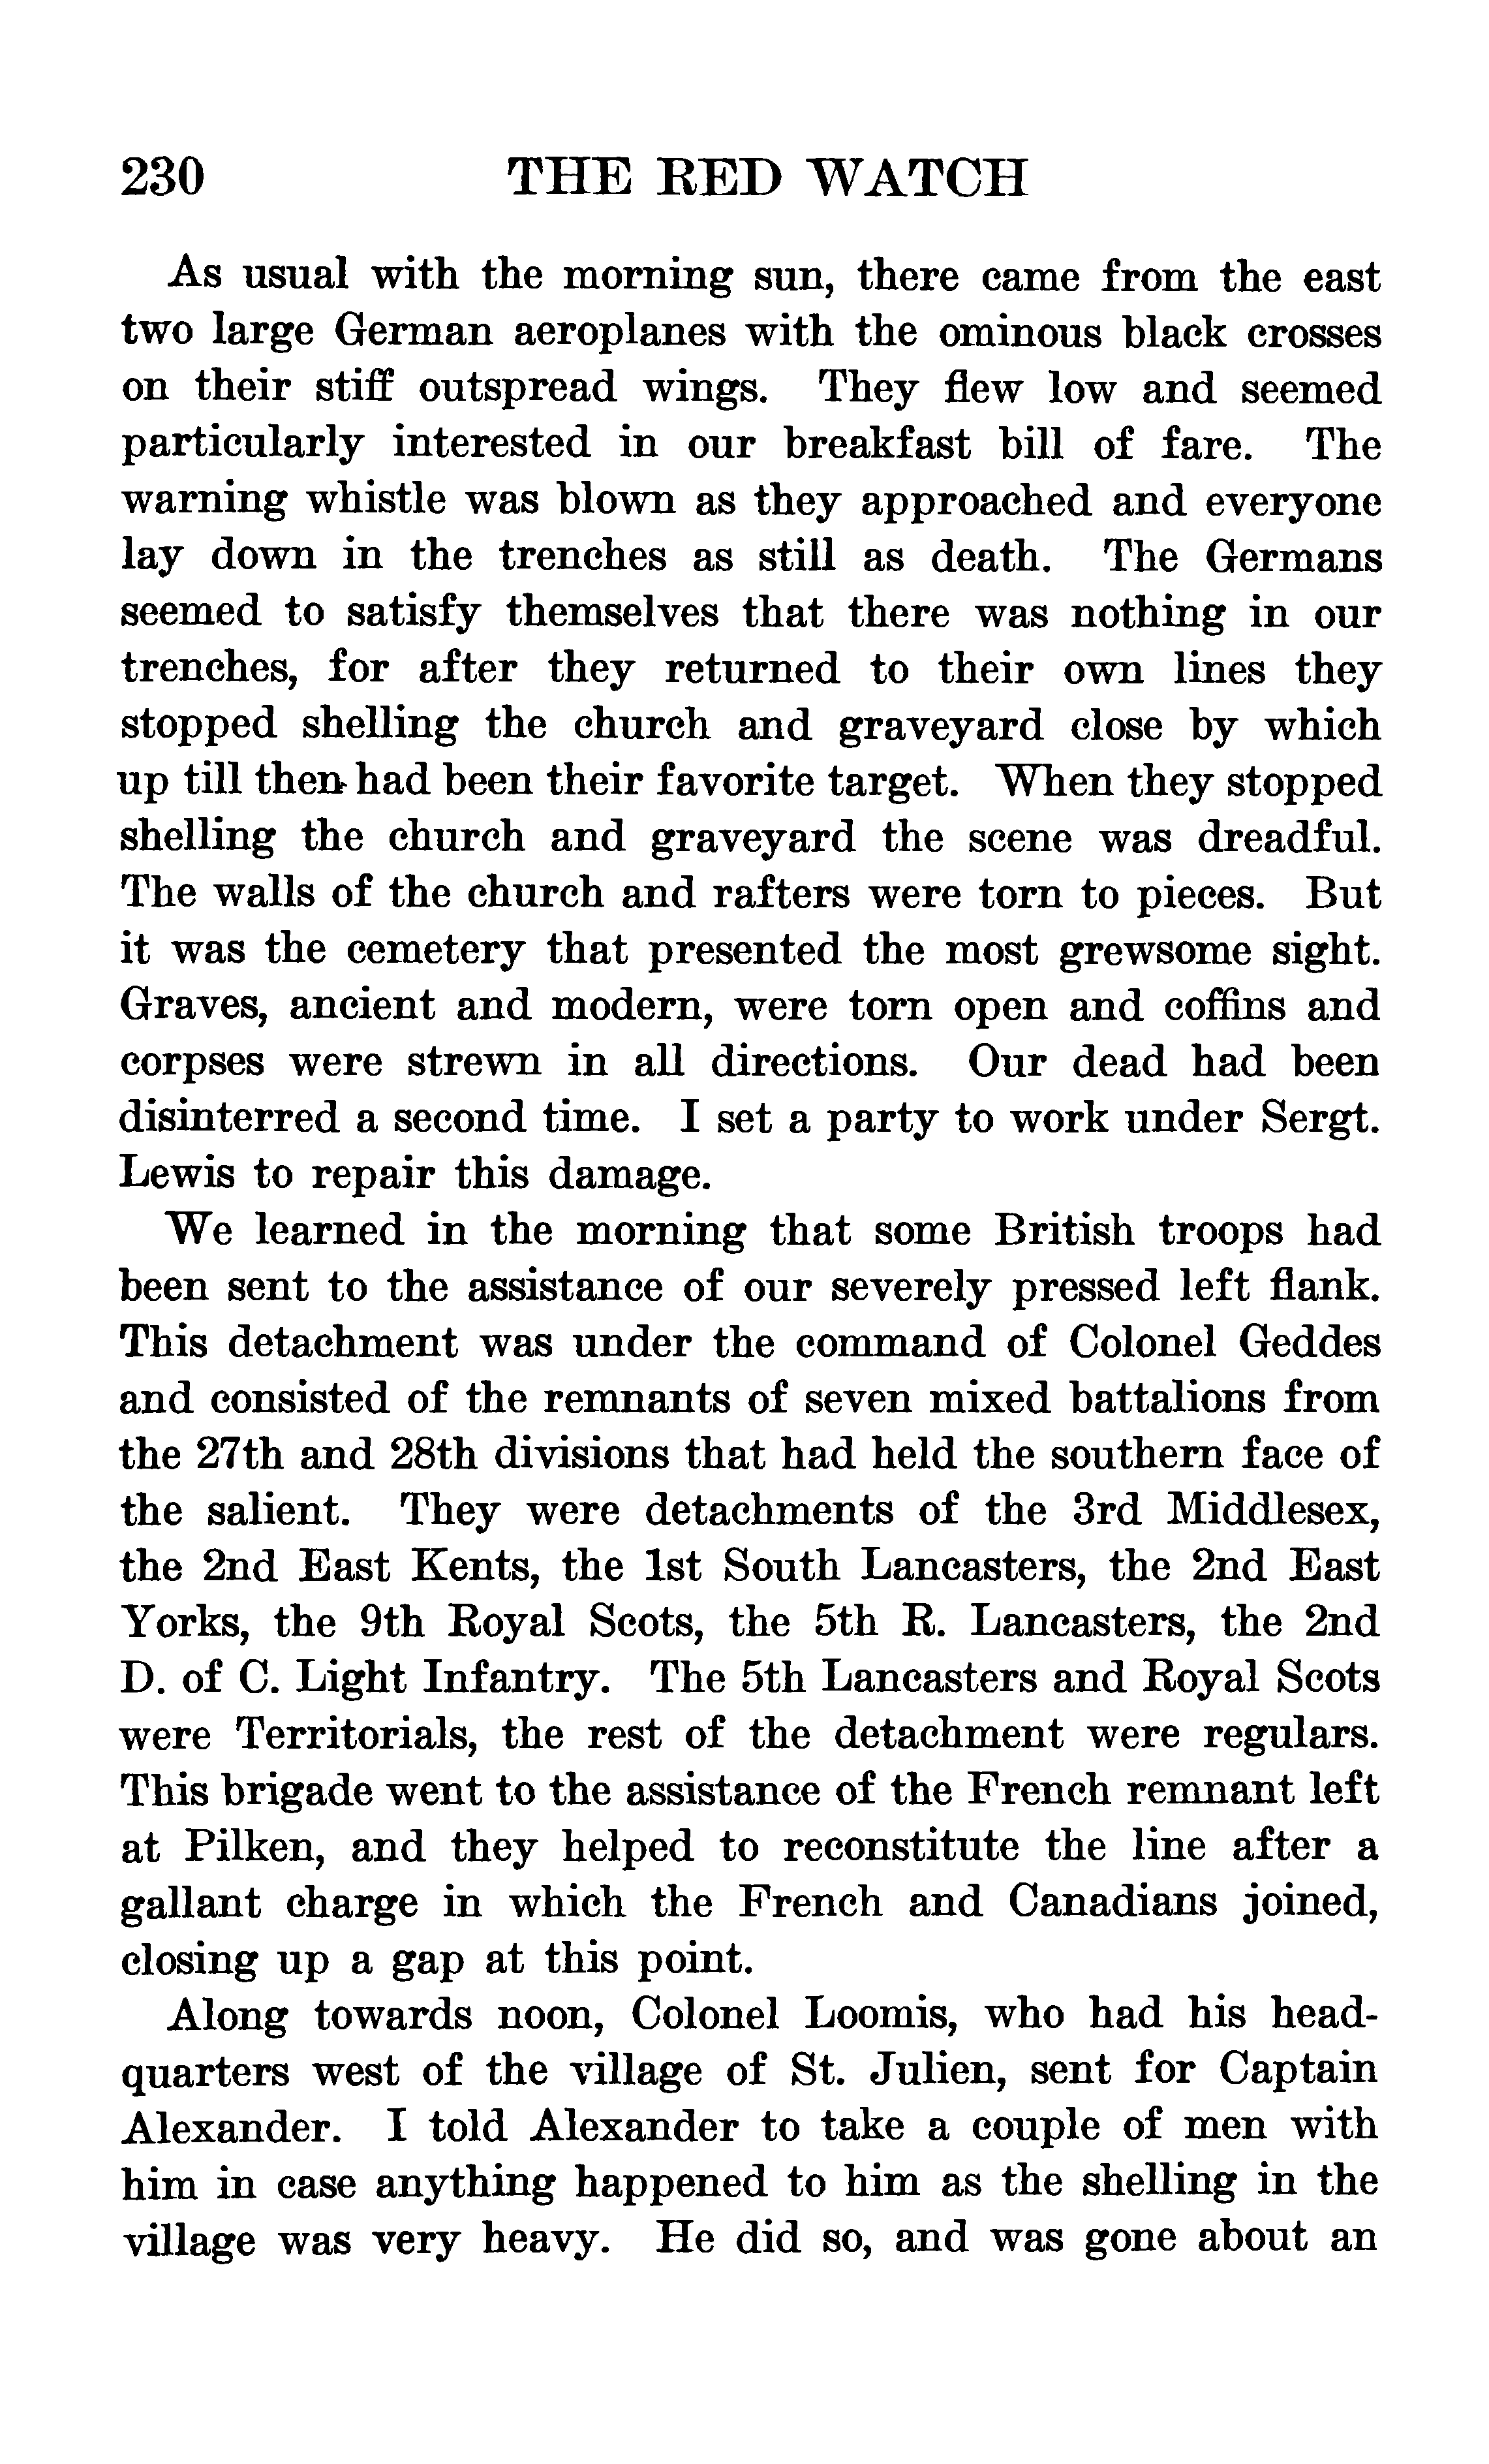 230 THE RED WATCH
As usual with the morning sun, there came from the east
two large German aeroplanes with the ominous black crosses
on their stiff outspread wings. They flew low and seemed
particularly interested in our breakfast bill of fare. The
warning whistle was blown as they approached and everyone
lay down in the trenches as still as death. The Germans
seemed to satisfy themselves that there was nothing in our
trenches, for after they returned to their own lines they
stopped shelling the church and graveyard close by which
up till then had been their favorite target. When they stopped
shelling the church and graveyard the scene was dreadful.
The walls of the church and rafters were torn to pieces. But
it was the cemetery that presented the most grewsome sight.
Graves, ancient and modern, were torn open and coffins and
corpses were strewn in all directions. Our dead had been
disinterred a second time. I set a party to work under Sergt.
Lewis to repair this damage.
We learned in the morning that some British troops had
been sent to the assistance of our severely pressed left flank.
This detachment was under the command of Colonel Geddes
and consisted of the remnants of seven mixed battalions from
the 27th and 28th divisions that had held the southern face of
the salient. They were detachments of the 3rd Middlesex,
the 2nd East Kents, the 1st South Lancasters, the 2nd East
Yorks, the 9th Royal Scots, the 5th R. Lancasters, the 2nd
D. of C. Light Infantry. The 5th Lancasters and Royal Scots
were Territorials, the rest of the detachment were regulars.
This brigade went to the assistance of the French remnant left
at Pilken, and they helped to reconstitute the line after a
gallant charge in which the French and Canadians joined,
closing up a gap at this point.
Along towards noon, Colonel Loomis, who had his head-
quarters west of the village of St. Julien, sent for Captain
Alexander. I told Alexander to take a couple of men with
him in case anything happened to him as the shelling in the
village was very heavy. He did so, and was gone about an